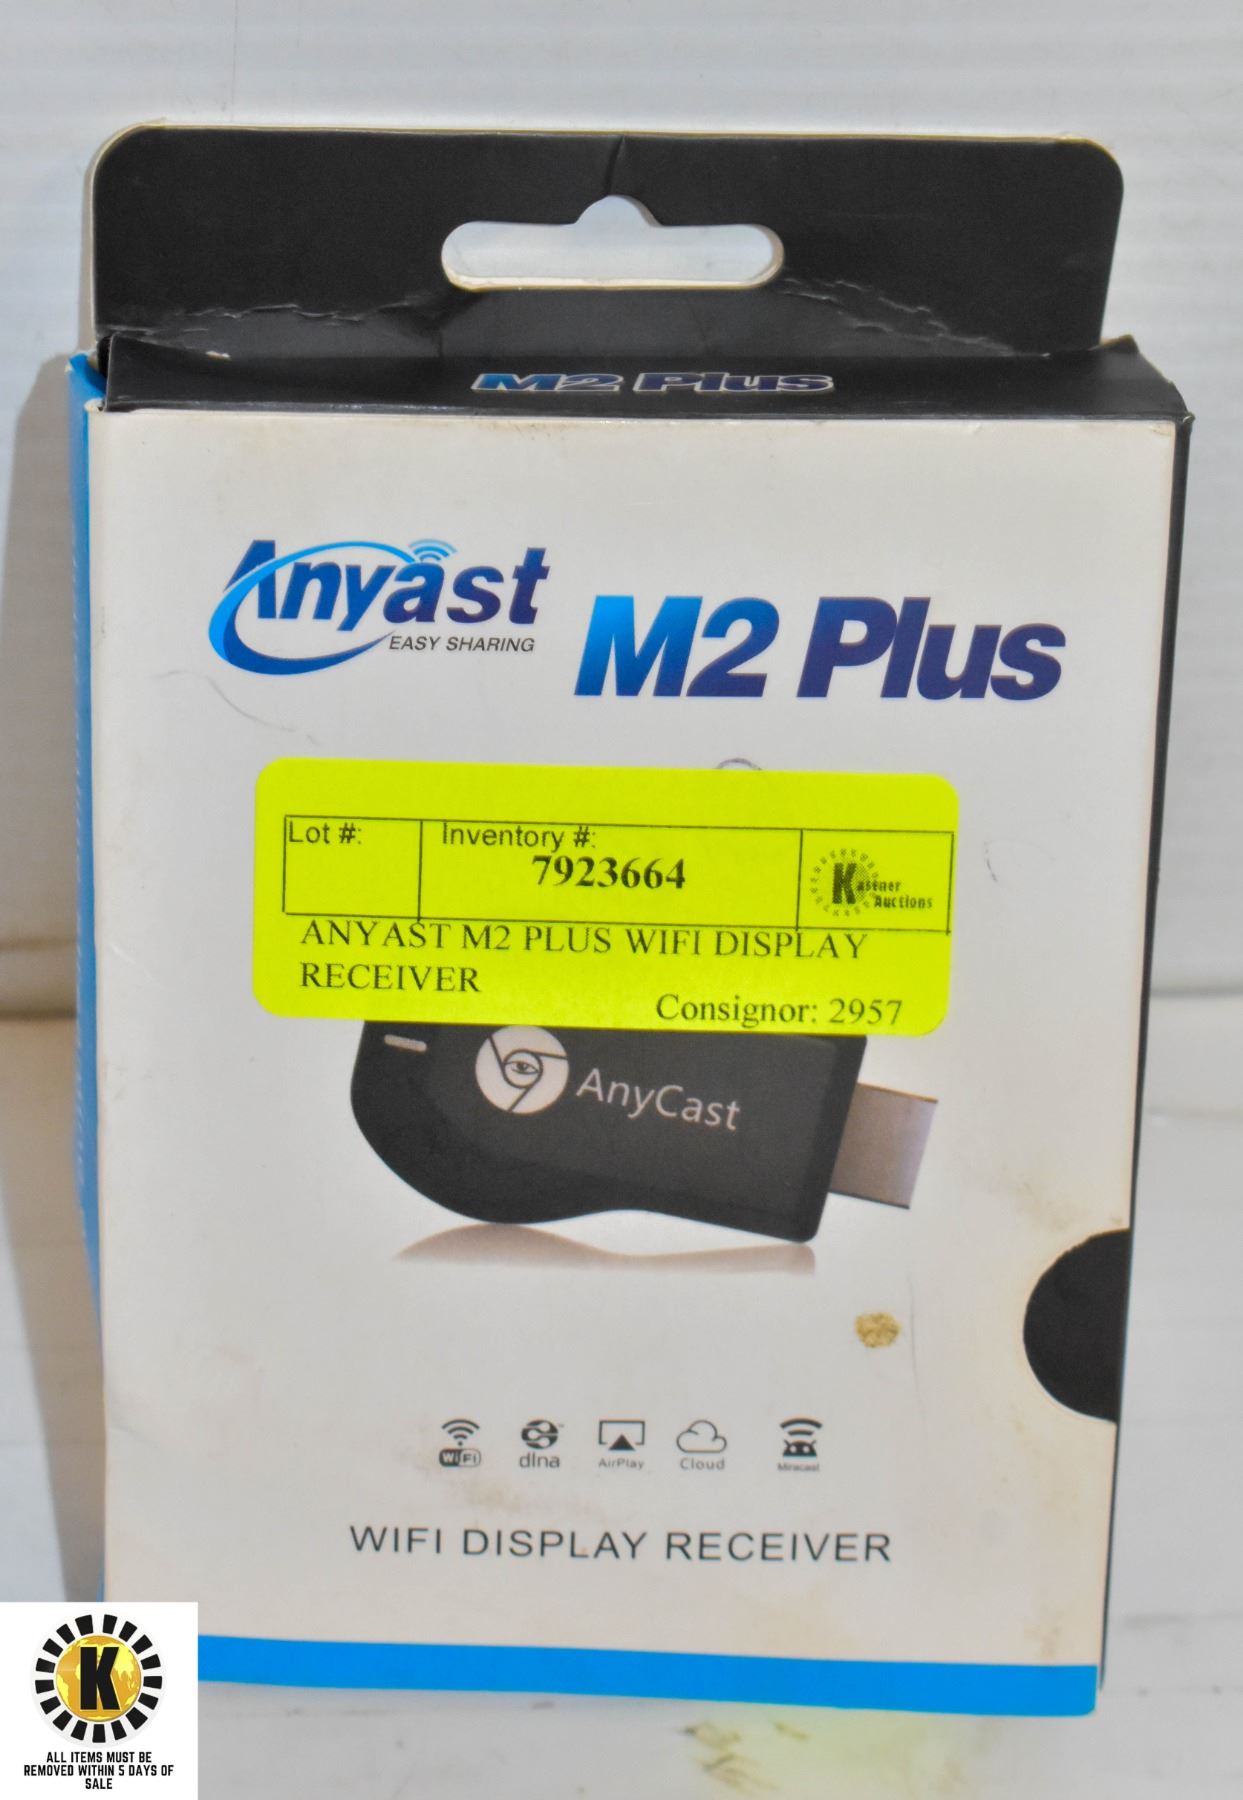 M2 Plus
Anyast
EASY SHARING
M2 Plus
Lot #:
Inventory #:
7923664
Kastner
Auctions
ANYAST M2 PLUS WIFI DISPLAY
RECEIVER
Consignor: 2957
AnyCast
WiFi
dlna
AirPlay
Cloud
Miracast
WIFI DISPLAY RECEIVER
K
ALL ITEMS MUST BE
REMOVED WITHIN 5 DAYS OF
SALE